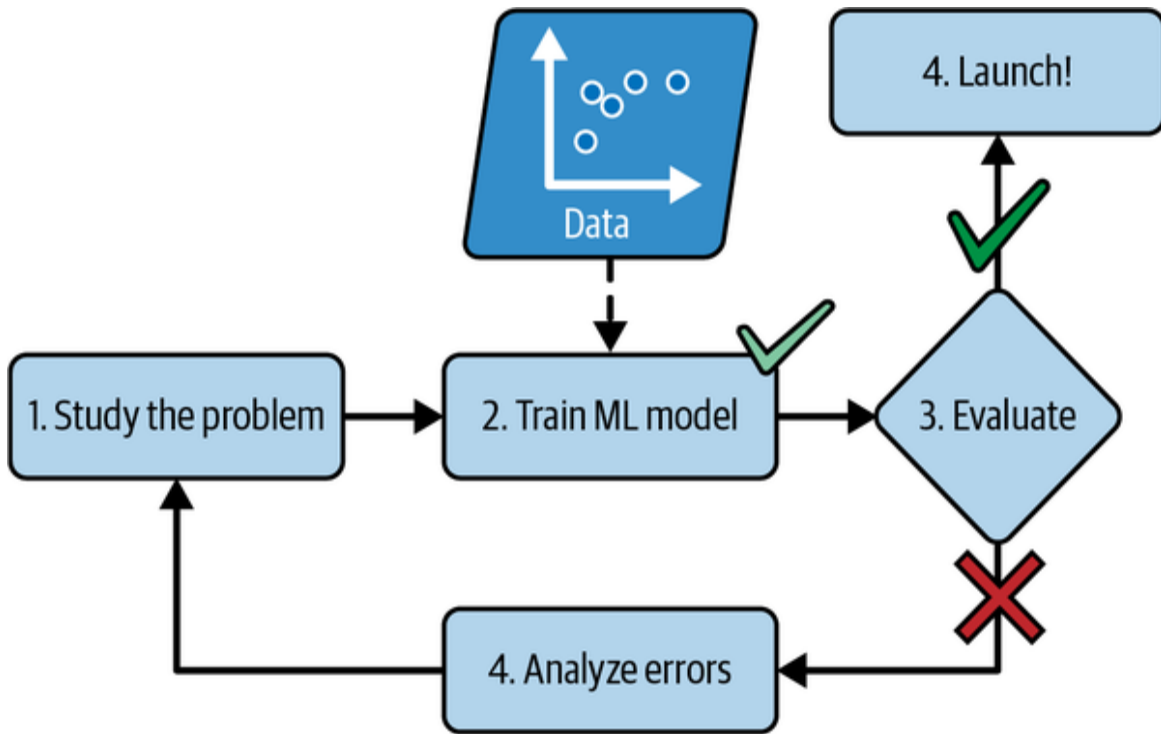 4. Launch!
Data
1. Study the problem
2. Train ML model
3. Evaluate
4. Analyze errors